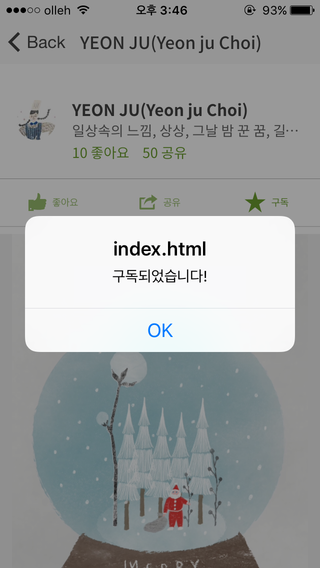 olleh 오후 3:46 93%
Back YEON JU(Yeon ju Choi)
YEON JU(Yeon ju Choi)
일상속의 느낌, 상상, 그날 밤 꾼 꿈, 길…
10 좋아요 50 공유
좋아요 공유 구독
index.html
구독되었습니다!
OK
MERRY